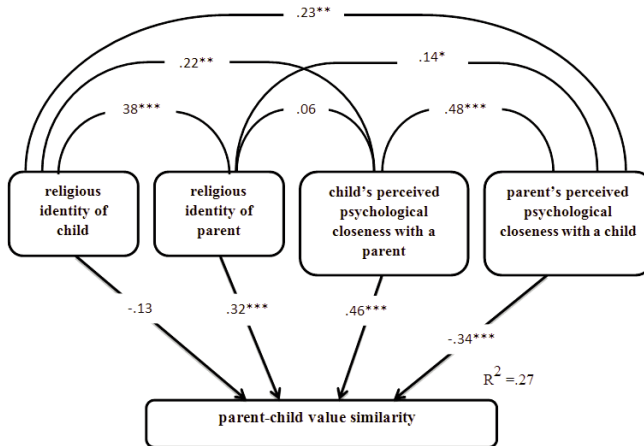 .23**
.22**
.14*
38***
.06
.48***
religious
identity of
child
religious
identity of
parent
child's perceived
psychological
closeness with a
parent
parent's perceived
psychological
closeness with a child
-.13
.32***
.46***
-.34***
R² =.27
parent-child value similarity